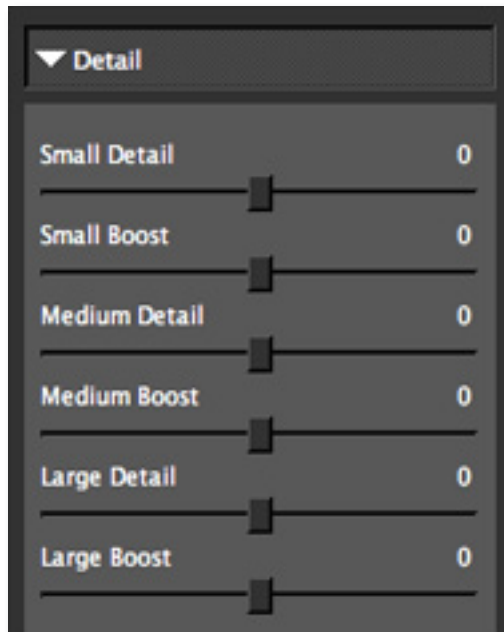 Detail
Small Detail 0
Small Boost 0
Medium Detail 0
Medium Boost 0
Large Detail 0
Large Boost 0